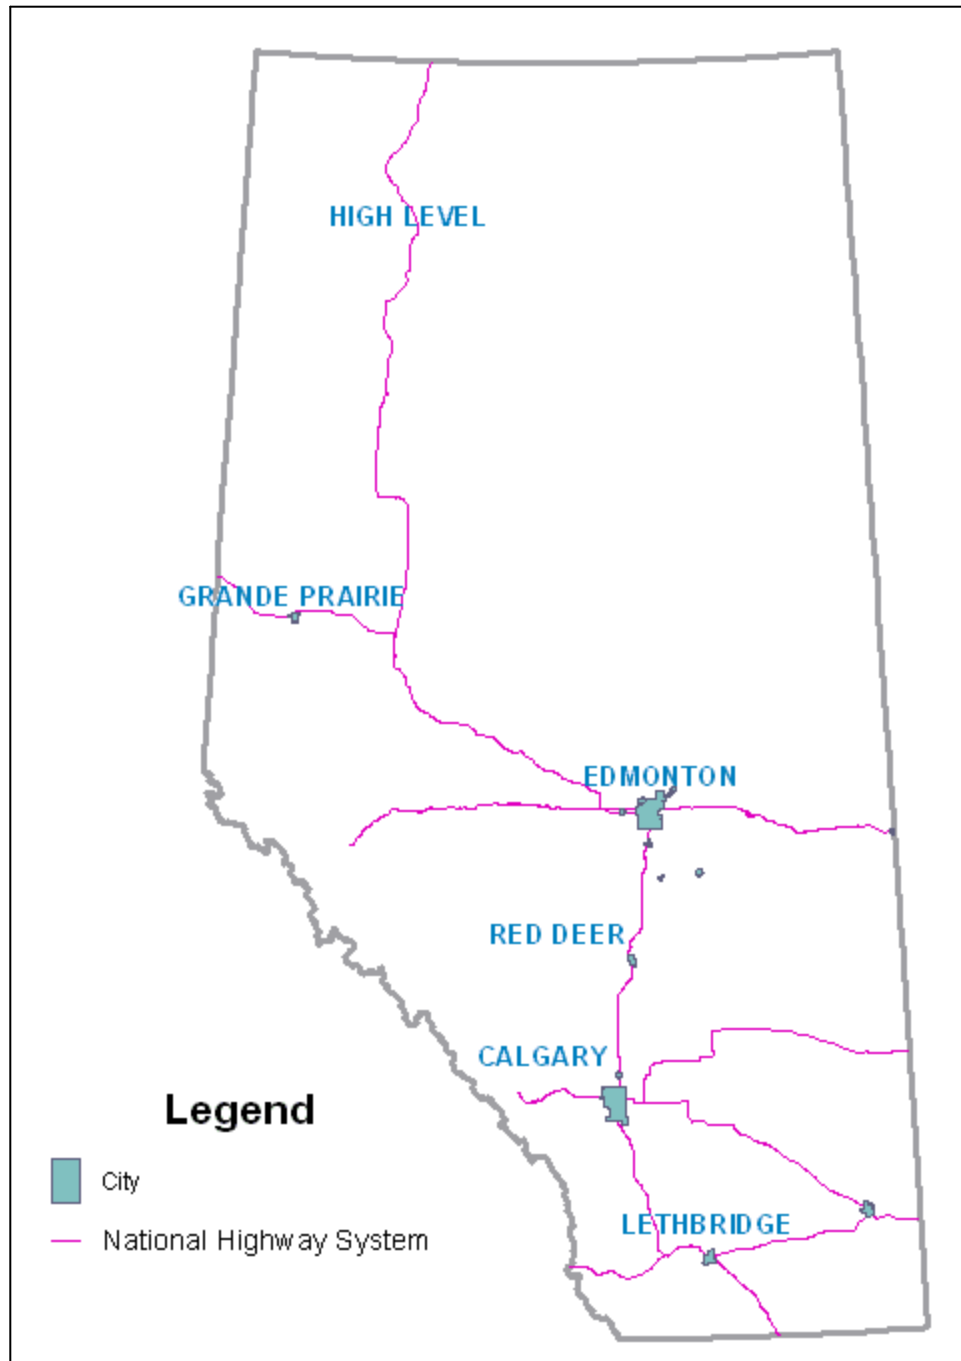 HIGH LEVEL
GRANDE PRAIRIE
EDMONTON
RED DEER
CALGARY
Legend
City
LETHBRIDGE
National Highway System